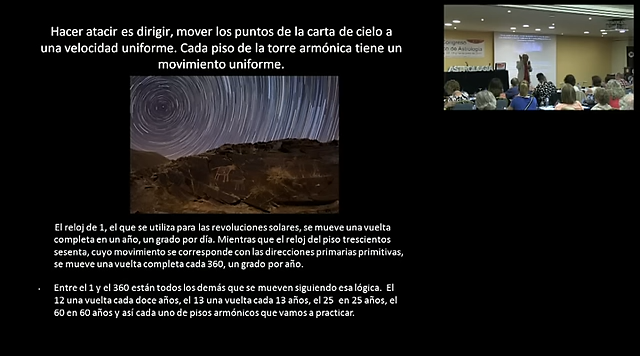 Hacer atacir es dirigir, mover los puntos de la carta de cielo a
una velocidad uniforme. Cada piso de la torre armónica tiene un
movimiento uniforme.
ASTROLOGÍA
El reloj de 1, el que se utiliza para las revoluciones solares, se mueve una vuelta
completa en un año, un grado por día. Mientras que el reloj del piso trescientos
sesenta, cuyo movimiento se corresponde con las direcciones primarias primitivas,
se mueve una vuelta completa cada 360, un grado por año.
Entre el 1 y el 360 están todos los demás que se mueven siguiendo esa lógica. El
12 una vuelta cada doce años, el 13 una vuelta cada 13 años, el 25 en 25 años, el
60 en 60 años y así cada uno de pisos armónicos que vamos a practicar.